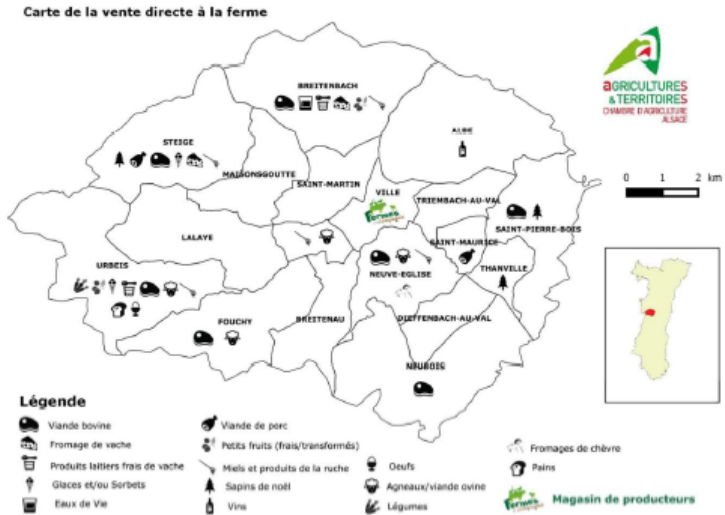 Carte de la vente directe à la ferme
AGRICULTURES
& TERRITOIRES
CHAMBRE D'AGRICULTURE
ALSACE
BREITENBACH
ALBE
STEIGE
MAISONSGOUTTE
SAINT-MARTIN
VILLE
TRIEMBACH-AU-VAL
0 1 2 km
SAINT-PIERRE-BOIS
LALAYE
SAINT-MAURICE
URBEIS
NEUVE-EGLISE
THANVILLE
FOUCHY
BREITENAU
DIEFFENBACH-AU-VAL
NEUBOIS
Légende
Viande bovine
Viande de porc
Fromage de vache
Petits fruits (frais/transformés)
Fromages de chèvre
Produits laitiers frais de vache
Miels et produits de la ruche
Oeufs
Pains
Glaces et/ou Sorbets
Sapins de noël
Agneaux/viande ovine
Magasin de producteurs
Eaux de Vie
Vins
Légumes